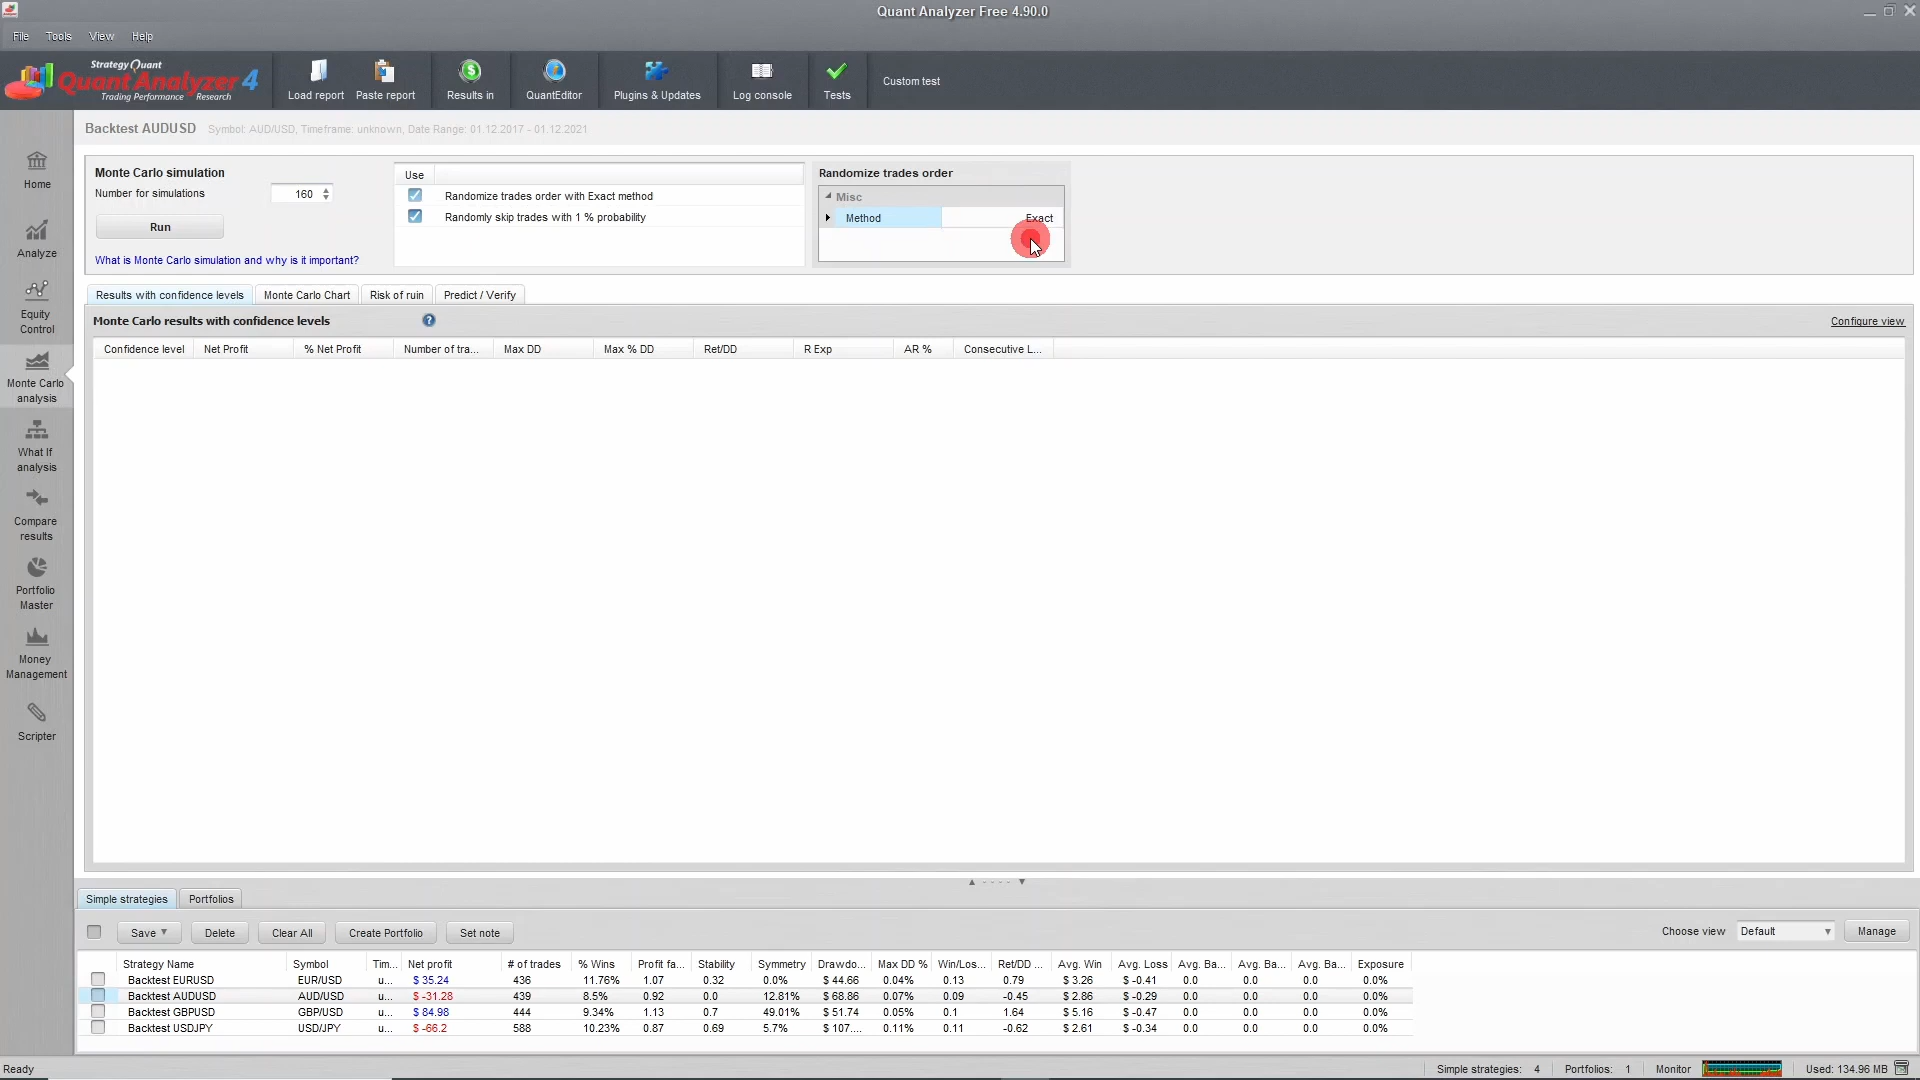 Quant Analyzer Free 4.90.0
File Tools View Help
StrategyQuant
Quant Analyzer 4
Trading Performance Research
Load report Paste report Results in QuantEditor Plugins & Updates Log console Tests Custom test
Backtest AUDUSD Symbol: AUD/USD, Timeframe: unknown, Date Range: 01.12.2017 - 01.12.2021
Home
Analyze
Equity
Control
Monte Carlo
analysis
What If
analysis
Compare
results
Portfolio
Master
Money
Management
Scripter
Monte Carlo simulation
Number for simulations 160
Run
What is Monte Carlo simulation and why is it important?
Use
Randomize trades order with Exact method
Randomly skip trades with 1 % probability
Randomize trades order
Misc
Method Exact
Results with confidence levels Monte Carlo Chart Risk of ruin Predict / Verify
Monte Carlo results with confidence levels ? Configure view
Confidence level Net Profit % Net Profit Number of tra... Max DD Max % DD Ret/DD R Exp AR % Consecutive L...
Simple strategies Portfolios
Save Delete Clear All Create Portfolio Set note Choose view Default Manage
Strategy Name Symbol Tim... Net profit # of trades % Wins Profit fa... Stability Symmetry Drawdo... Max DD % Win/Los... Ret/DD ... Avg. Win Avg. Loss Avg. Ba... Avg. Ba... Avg. Ba... Exposure
Backtest EURUSD EUR/USD u... $ 35.24 436 11.76% 1.07 0.32 0.0% $ 44.66 0.04% 0.13 0.79 $ 3.26 $ -0.41 0.0 0.0 0.0 0.0%
Backtest AUDUSD AUD/USD u... $ -31.28 439 8.5% 0.92 0.0 12.81% $ 68.86 0.07% 0.09 -0.45 $ 2.86 $ -0.29 0.0 0.0 0.0 0.0%
Backtest GBPUSD GBP/USD u... $ 84.98 444 9.34% 1.13 0.7 49.01% $ 51.74 0.05% 0.1 1.64 $ 5.16 $ -0.47 0.0 0.0 0.0 0.0%
Backtest USDJPY USD/JPY u... $ -66.2 588 10.23% 0.87 0.69 5.7% $ 107.... 0.11% 0.11 -0.62 $ 2.61 $ -0.34 0.0 0.0 0.0 0.0%
Ready Simple strategies: 4 Portfolios: 1 Monitor Used: 134.96 MB